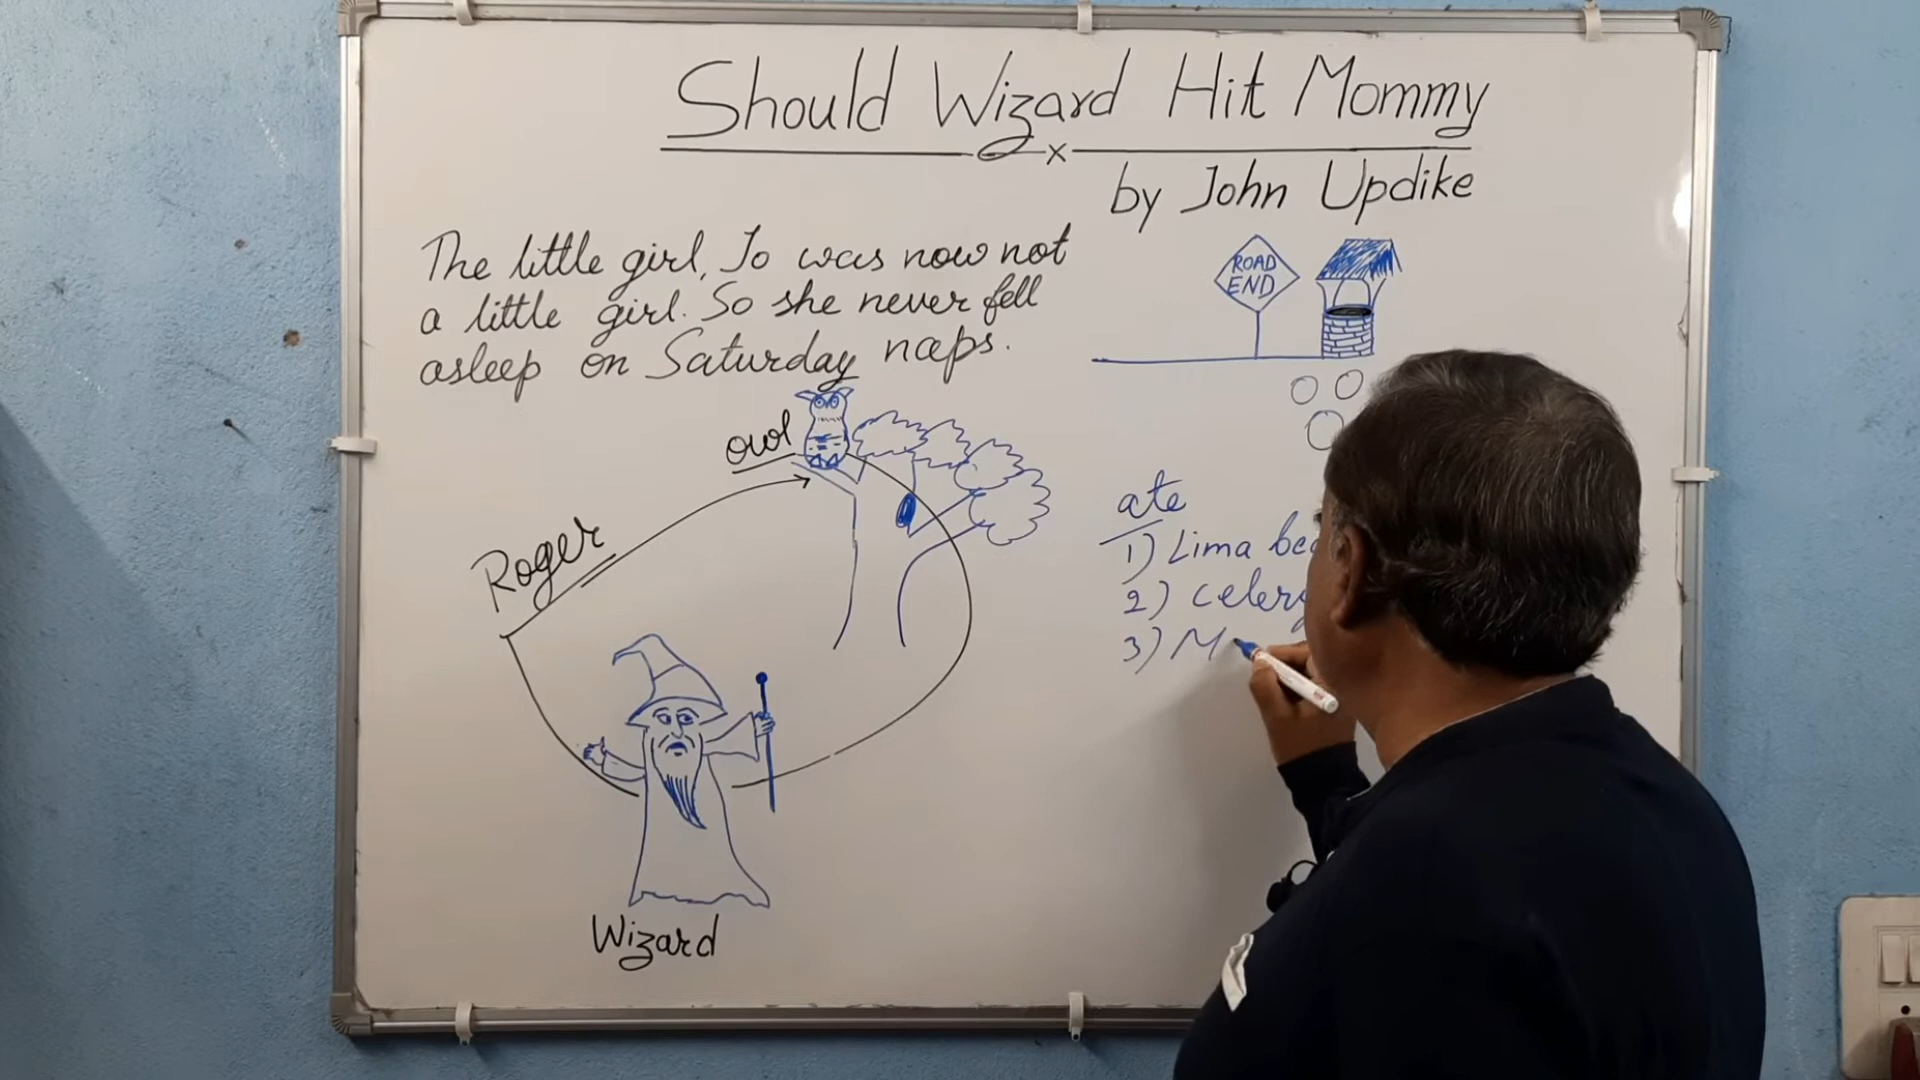 Should Wizard Hit Mommy
x
by John Updike
The little girl, Jo was now not
a little girl. So she never fell
asleep on Saturday naps.
ROAD
END
owl
Roger
Wizard
ate
1) Lima
2) celery
3) M